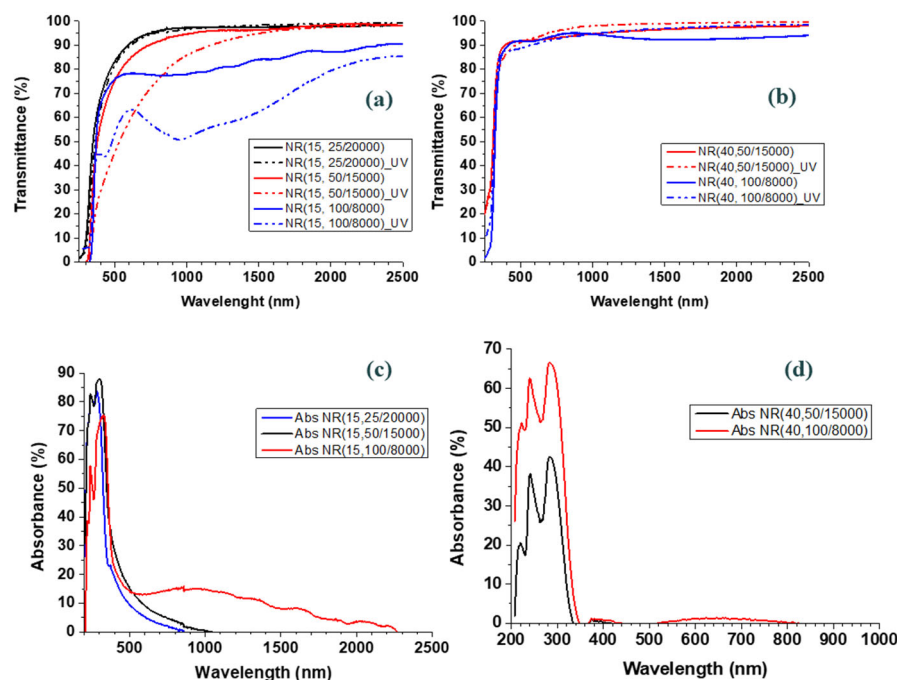 100
90
80
70
60
50
40
30
20
10
0
Transmittance (%)
(a)
NR(15, 25/20000)
NR(15, 25/20000)_UV
NR(15, 50/15000)
NR(15, 50/15000)_UV
NR(15, 100/8000)
NR(15, 100/8000)_UV
500 1000 1500 2000 2500
Wavelenght (nm)
100
90
80
70
60
50
40
30
20
10
0
Transmittance (%)
(b)
NR(40,50/15000)
NR(40,50/15000)_UV
NR(40, 100/8000)
NR(40, 100/8000)_UV
500 1000 1500 2000 2500
Wavelenght (nm)
90
80
70
60
50
40
30
20
10
0
Absorbance (%)
(c)
Abs NR(15,25/20000)
Abs NR(15,50/15000)
Abs NR(15,100/8000)
500 1000 1500 2000 2500
Wavelength (nm)
70
60
50
40
30
20
10
0
Absorbance (%)
(d)
Abs NR(40,50/15000)
Abs NR(40,100/8000)
200 300 400 500 600 700 800 900 1000
Wavelength (nm)